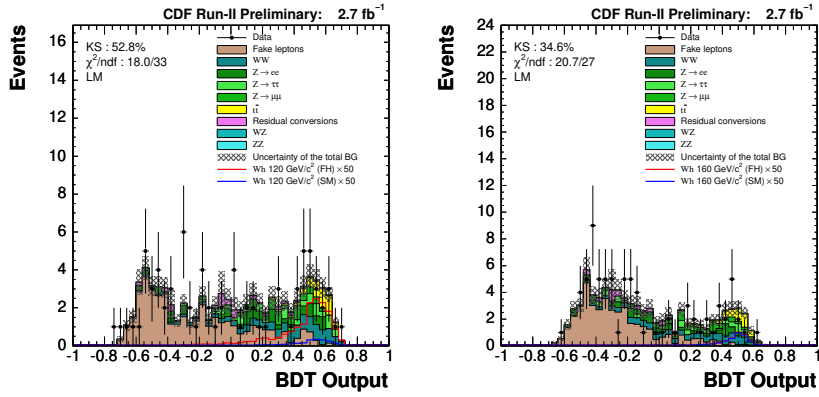 CDF Run-II Preliminary: 2.7 fb⁻¹
Events
16
14
12
10
8
6
4
2
0
KS : 52.8%
χ²/ndf : 18.0/33
LM
Data
Fake leptons
WW
Z→ee
Z→ττ
Z→μμ
tt̄
Residual conversions
WZ
ZZ
Uncertainty of the total BG
Wh 120 GeV/c² (FH)×50
Wh 120 GeV/c² (SM)×50
-1 -0.8 -0.6 -0.4 -0.2 0 0.2 0.4 0.6 0.8 1
BDT Output
CDF Run-II Preliminary: 2.7 fb⁻¹
Events
24
22
20
18
16
14
12
10
8
6
4
2
0
KS : 34.6%
χ²/ndf : 20.7/27
LM
Data
Fake leptons
WW
Z→ee
Z→ττ
Z→μμ
tt̄
Residual conversions
WZ
ZZ
Uncertainty of the total BG
Wh 160 GeV/c² (FH)×50
Wh 160 GeV/c² (SM)×50
-1 -0.8 -0.6 -0.4 -0.2 0 0.2 0.4 0.6 0.8 1
BDT Output